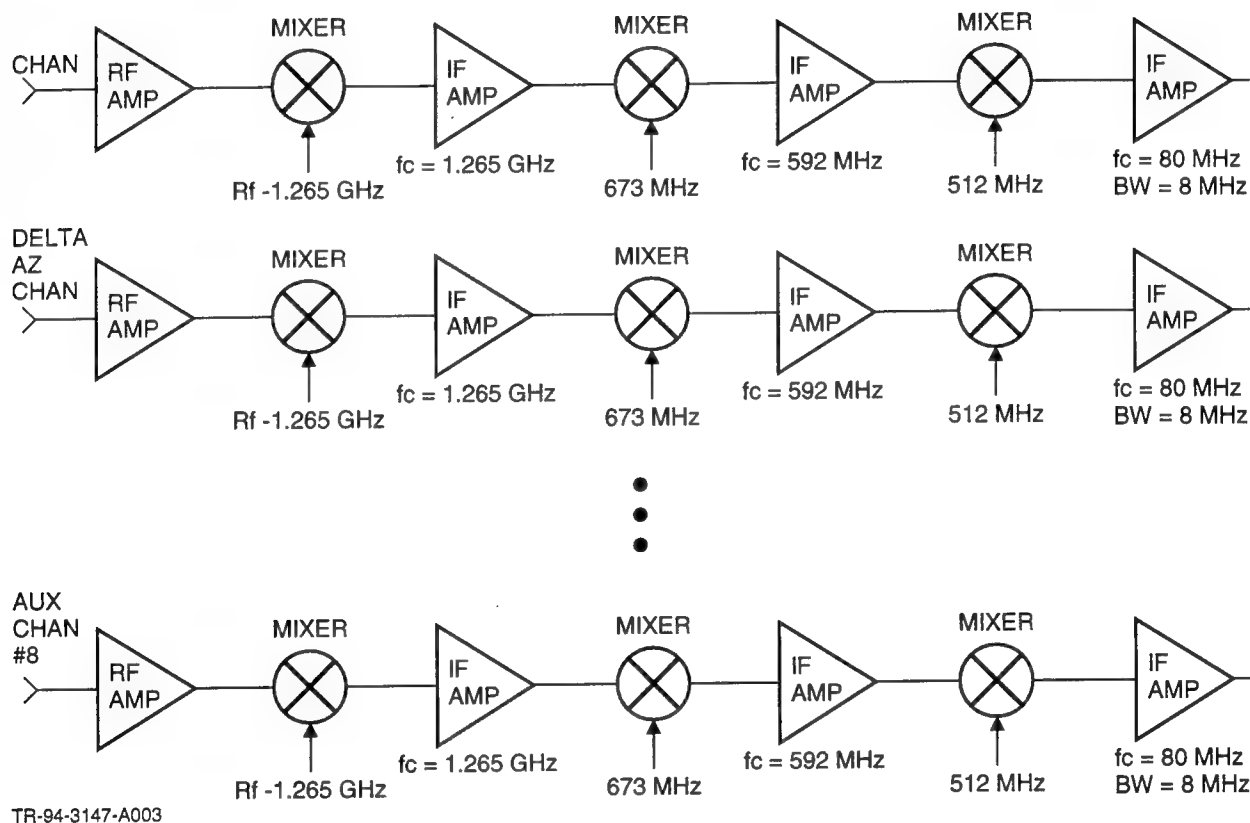 MIXER
MIXER
MIXER
CHAN
RF
AMP
IF
AMP
IF
AMP
IF
AMP
Rf -1.265 GHz
fc = 1.265 GHz
673 MHz
fc = 592 MHz
512 MHz
fc = 80 MHz
BW = 8 MHz
DELTA
AZ
CHAN
MIXER
MIXER
MIXER
RF
AMP
IF
AMP
IF
AMP
IF
AMP
Rf -1.265 GHz
fc = 1.265 GHz
673 MHz
fc = 592 MHz
512 MHz
fc = 80 MHz
BW = 8 MHz
AUX
CHAN
#8
MIXER
MIXER
MIXER
RF
AMP
IF
AMP
IF
AMP
IF
AMP
Rf -1.265 GHz
fc = 1.265 GHz
673 MHz
fc = 592 MHz
512 MHz
fc = 80 MHz
BW = 8 MHz
TR-94-3147-A003